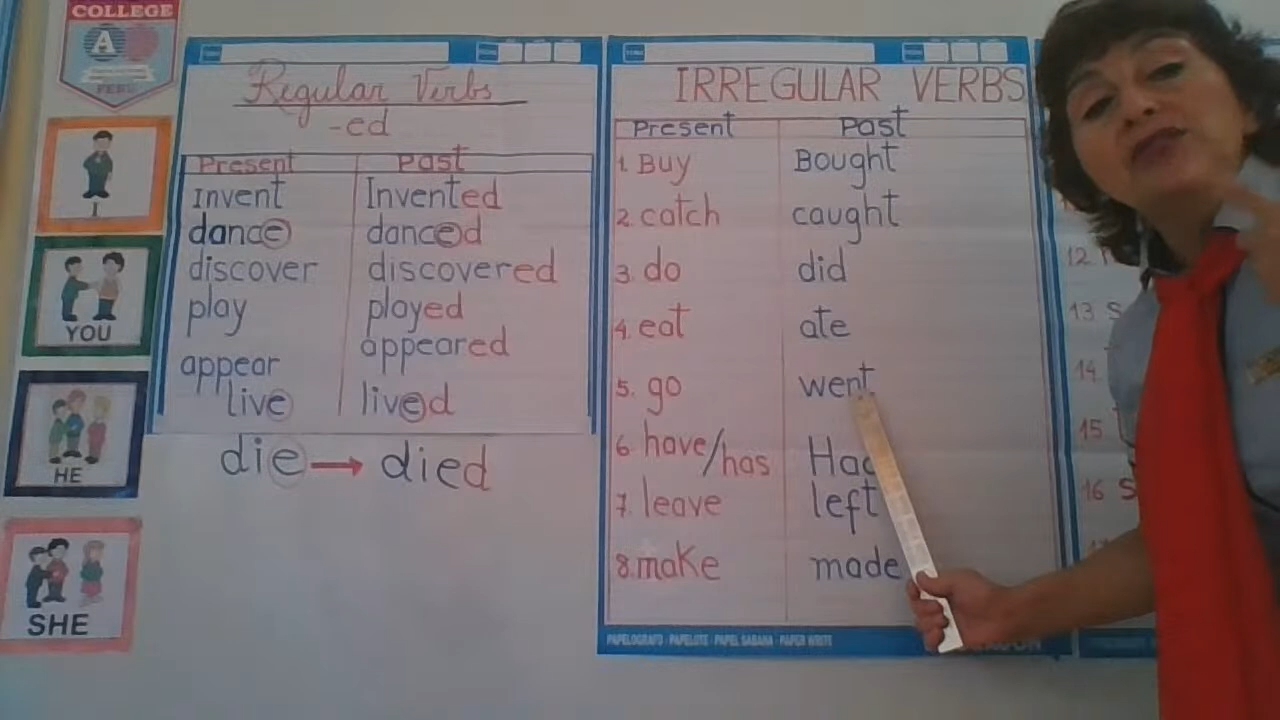 COLLEGE
A
PERU
I
YOU
HE
SHE
Regular Verbs
-ed
Present Past
Invent Invented
dance danced
discover discovered
play played
appear appeared
live lived
die → died
IRREGULAR VERBS
Present Past
1. Buy Bought
2. catch caught
3. do did
4. eat ate
5. go went
6. have/has Had
7. leave left
8. make made
PAPELOGRAFO · PAPELOTE · PAPEL SABANA · PAPER WRITE
12
13 S
14.
15
16 S